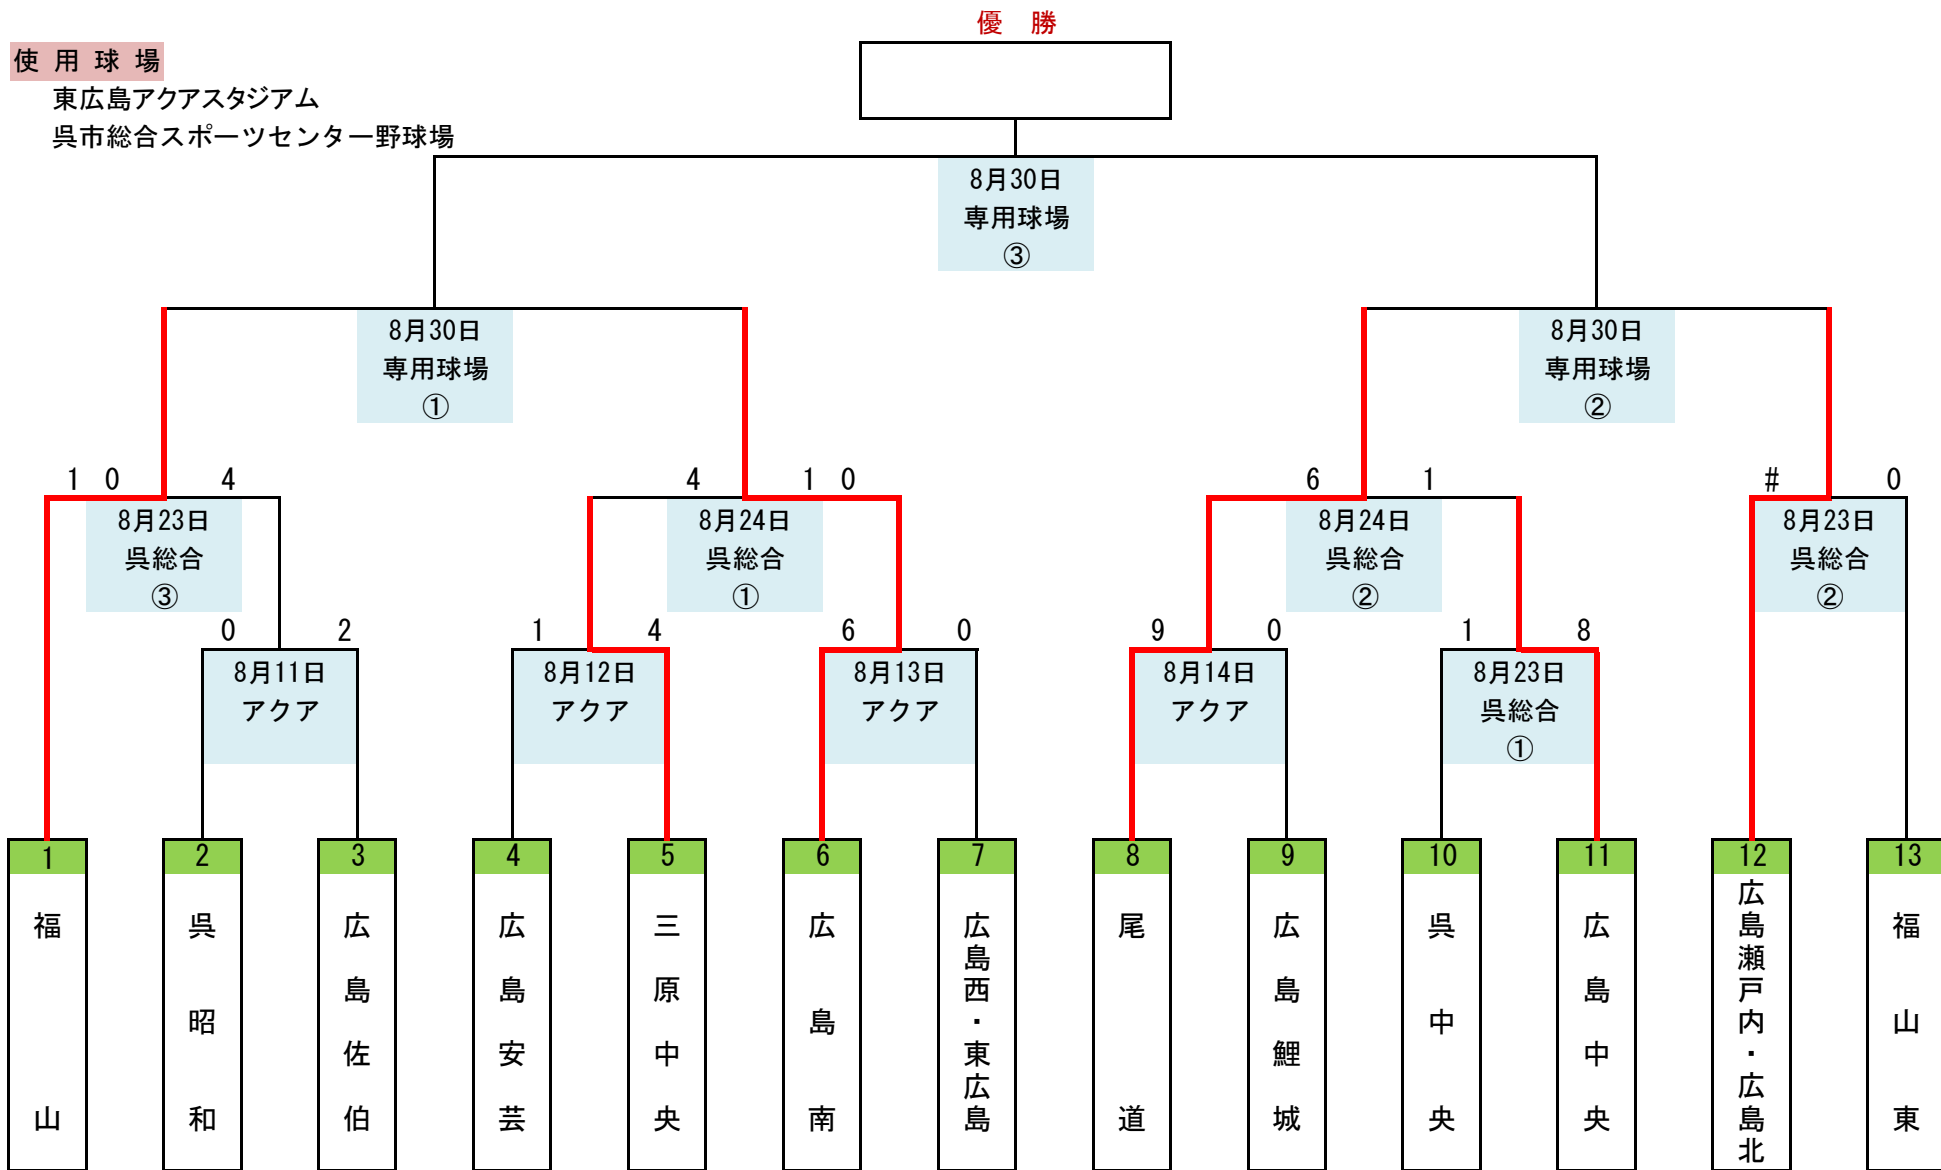 優 勝
使用球場
東広島アクアスタジアム
呉市総合スポーツセンター野球場
8月30日
専用球場
③
8月30日
専用球場
①
8月30日
専用球場
②
10 4
4 10
6 1
# 0
8月23日
呉総合
③
8月24日
呉総合
①
8月24日
呉総合
②
8月23日
呉総合
②
0 2
1 4
6 0
9 0
1 8
8月11日
アクア
8月12日
アクア
8月13日
アクア
8月14日
アクア
8月23日
呉総合
①
1
福山
2
呉昭和
3
広島佐伯
4
広島安芸
5
三原中央
6
広島南
7
広島西・東広島
8
尾道
9
広島鯉城
10
呉中央
11
広島中央
12
広島瀬戸内・広島北
13
福山東